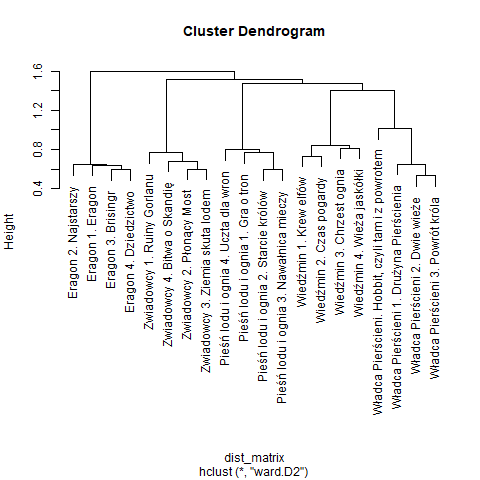 Cluster Dendrogram
Height
1.6
1.2
0.8
0.4
Eragon 2. Najstarszy
Eragon 1. Eragon
Eragon 3. Brisingr
Eragon 4. Dziedzictwo
Zwiadowcy 1. Ruiny Gorlanu
Zwiadowcy 4. Bitwa o Skandię
Zwiadowcy 2. Płonący Most
Zwiadowcy 3. Ziemia skuta lodem
Pieśń lodu i ognia 4. Uczta dla wron
Pieśń lodu i ognia 1. Gra o tron
Pieśń lodu i ognia 2. Starcie królów
Pieśń lodu i ognia 3. Nawałnica mieczy
Wiedźmin 1. Krew elfów
Wiedźmin 2. Czas pogardy
Wiedźmin 3. Chrzest ognia
Wiedźmin 4. Wieża jaskółki
Władca Pierścieni. Hobbit, czyli tam i z powrotem
Władca Pierścieni 1. Drużyna Pierścienia
Władca Pierścieni 2. Dwie wieże
Władca Pierścieni 3. Powrót króla
dist_matrix
hclust (*, "ward.D2")